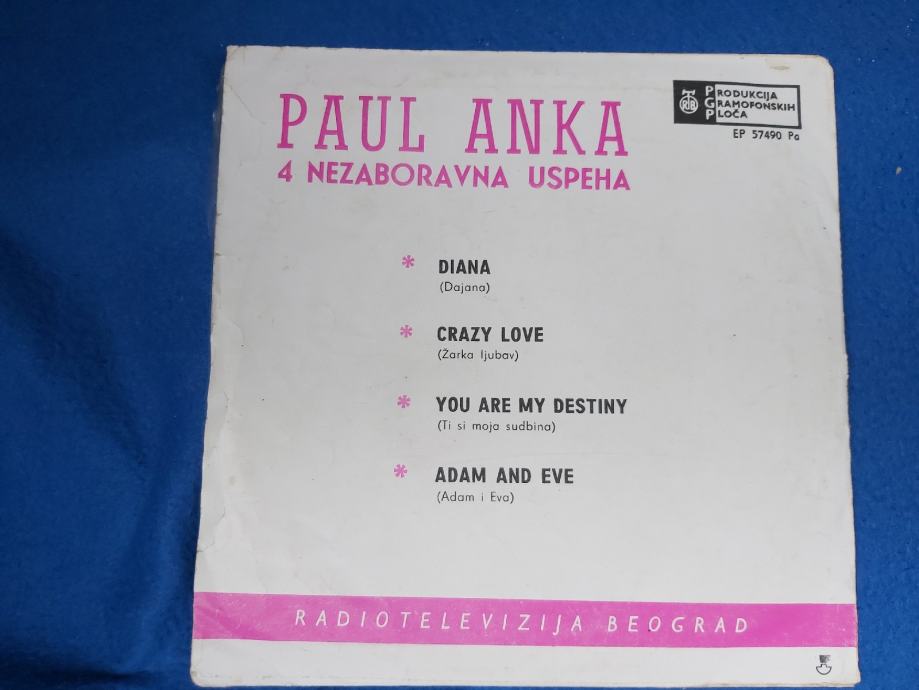 PAUL ANKA
4 NEZABORAVNA USPEHA
RTB
PRODUKCIJA
GRAMOFONSKIH
PLOČA
EP 57490 Pa
* DIANA
(Dajana)
* CRAZY LOVE
(Žarka ljubav)
* YOU ARE MY DESTINY
(Ti si moja sudbina)
* ADAM AND EVE
(Adam i Eva)
RADIOTELEVIZIJA BEOGRAD